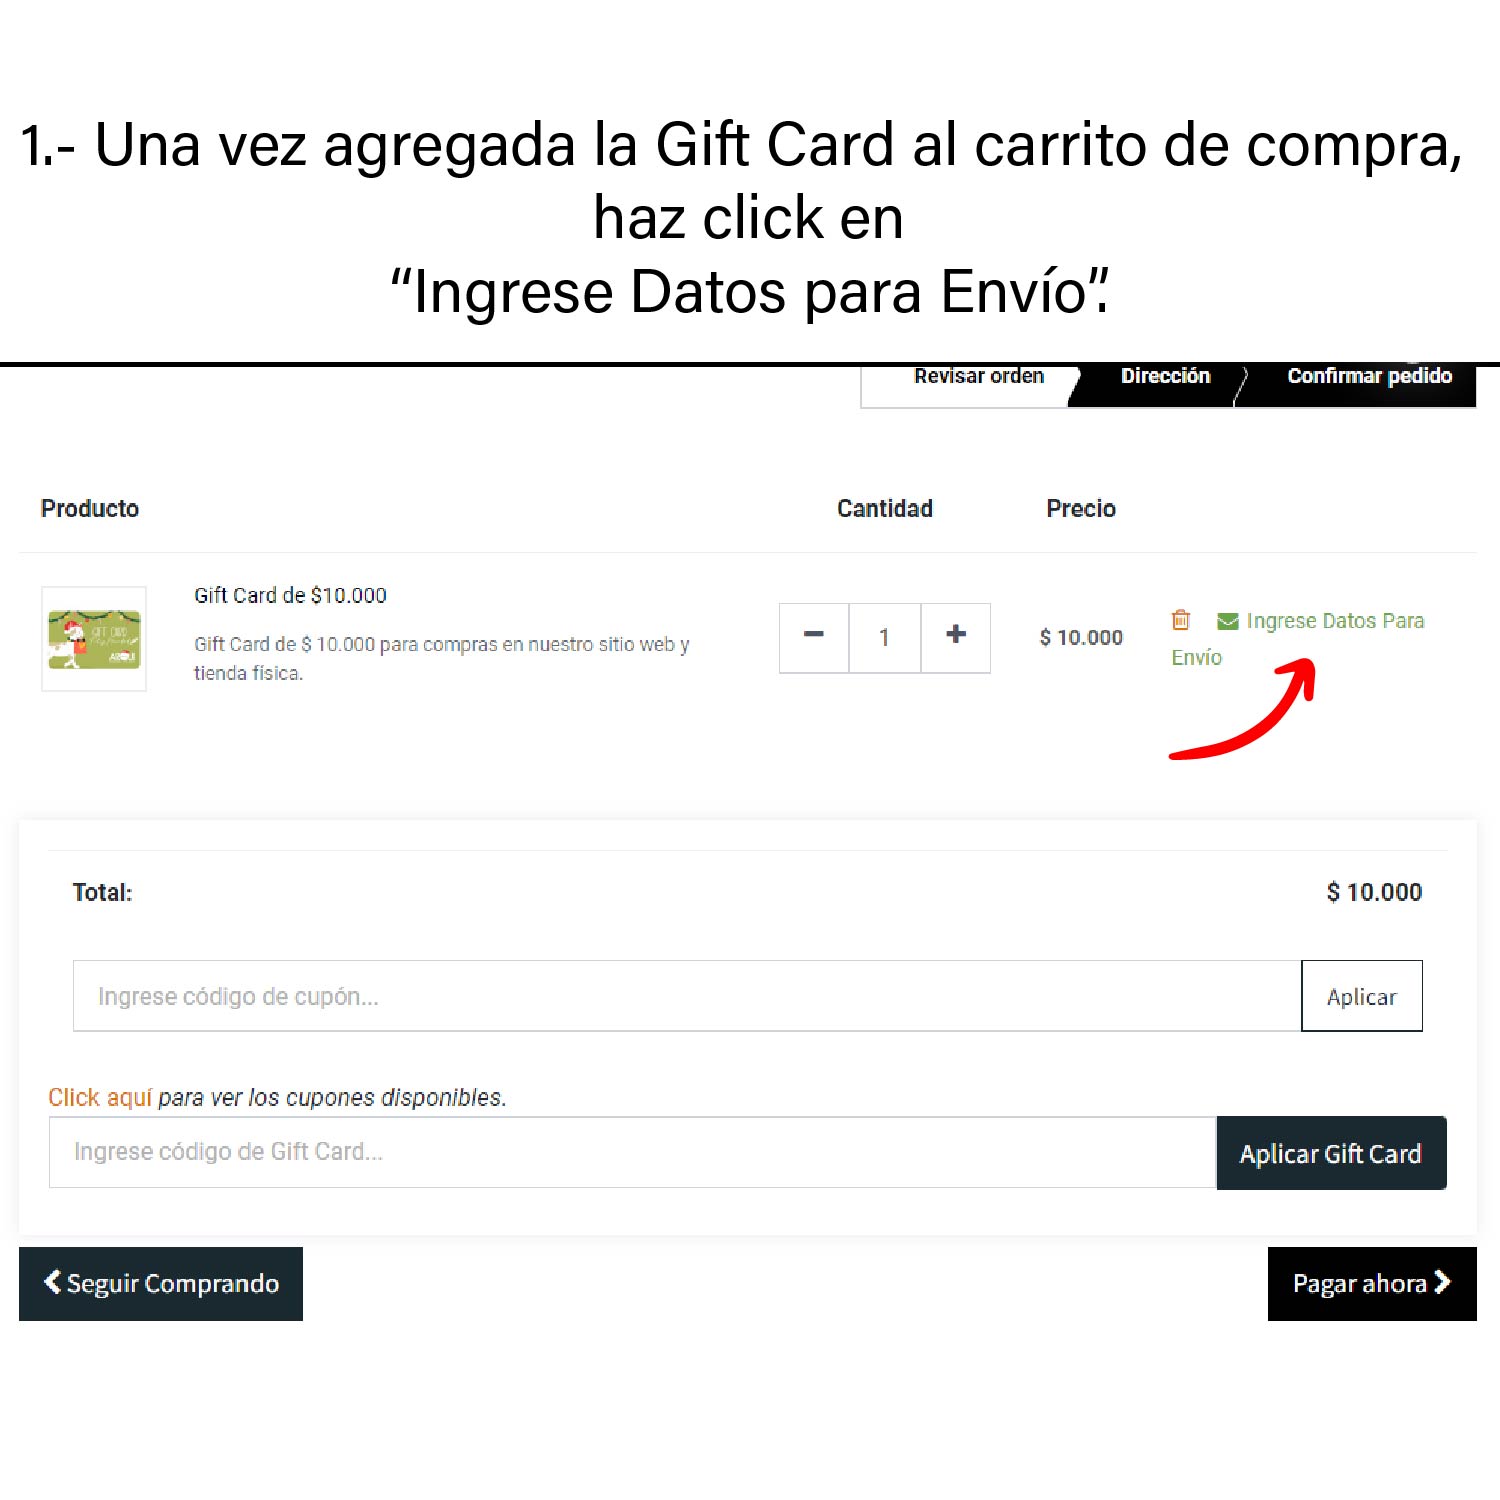 1.- Una vez agregada la Gift Card al carrito de compra,
haz click en
“Ingrese Datos para Envío”.
Revisar orden
Dirección
Confirmar pedido
Producto
Cantidad
Precio
Gift Card de $10.000
Gift Card de $ 10.000 para compras en nuestro sitio web y
tienda física.
GIFT CARD
1
$ 10.000
Ingrese Datos Para
Envío
Total:
$ 10.000
Ingrese código de cupón...
Aplicar
Click aquí para ver los cupones disponibles.
Ingrese código de Gift Card...
Aplicar Gift Card
Seguir Comprando
Pagar ahora